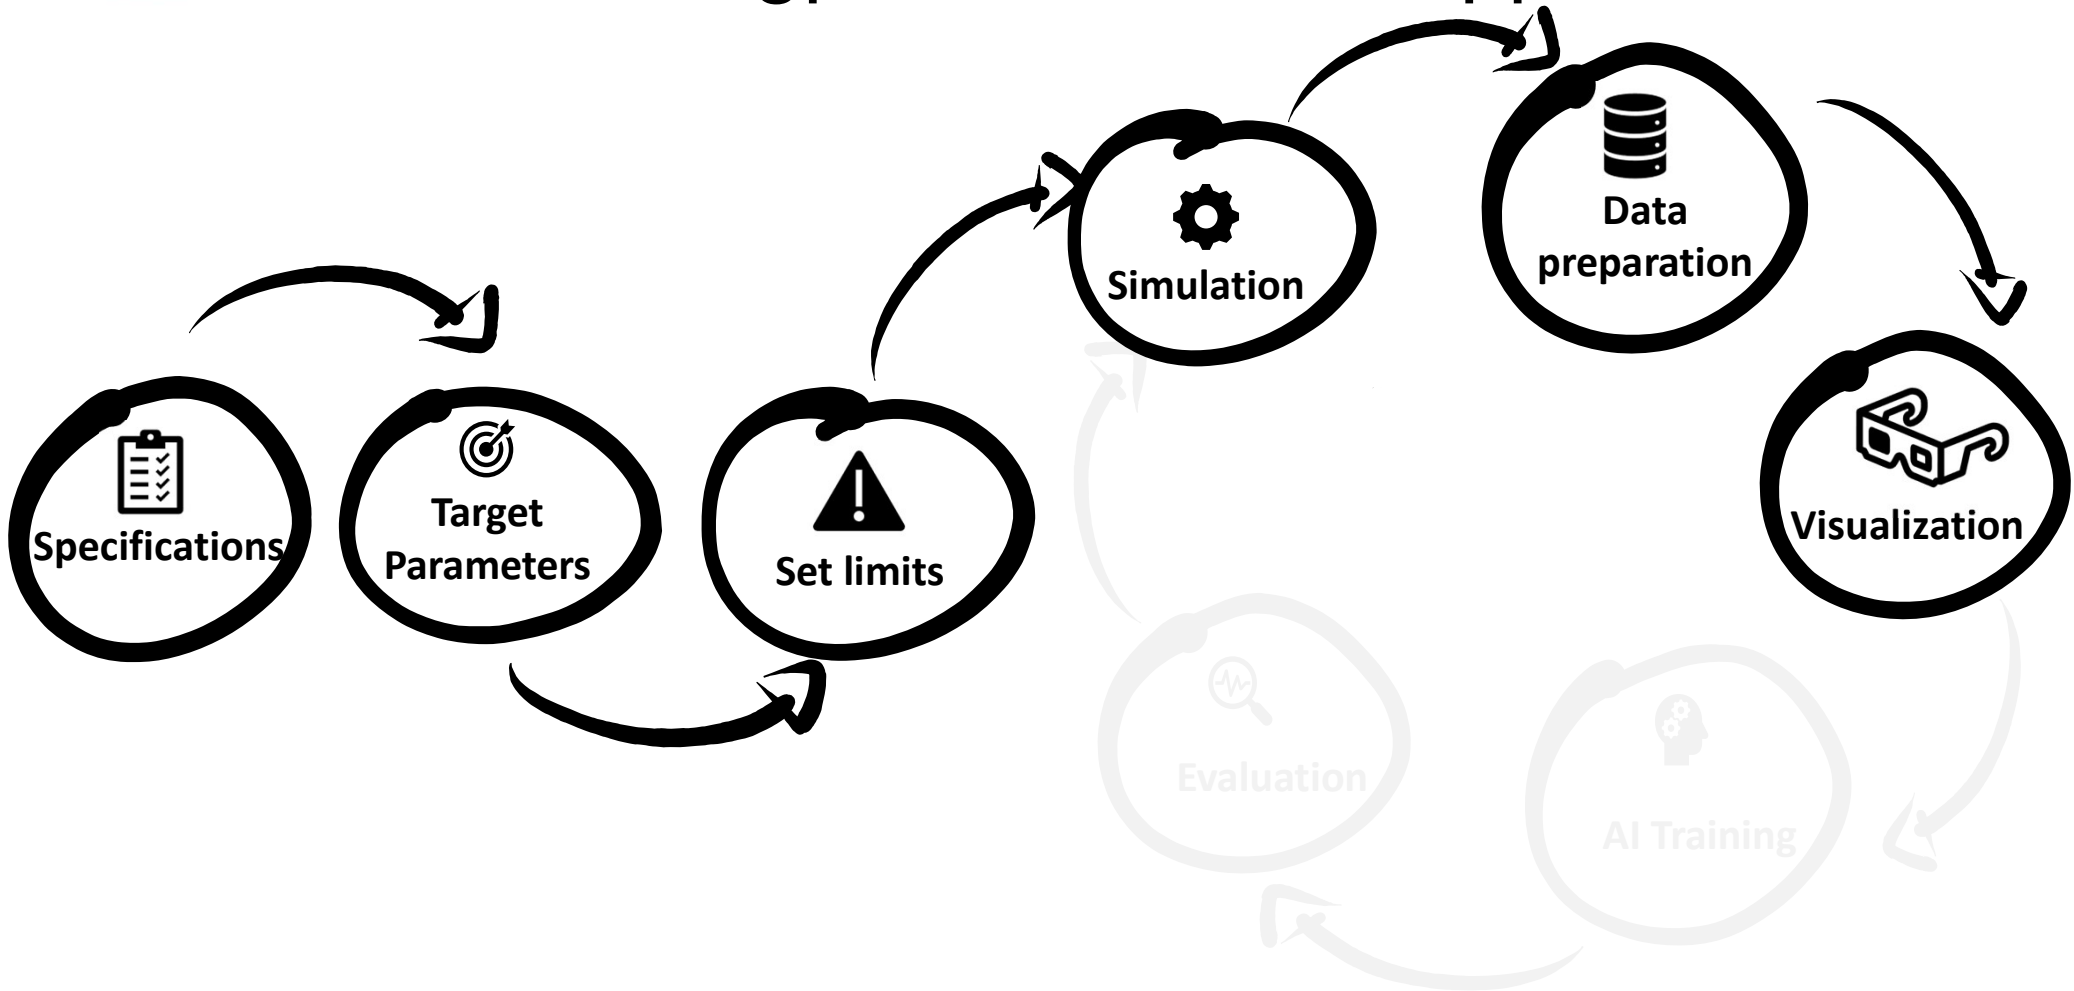 Specifications
Target
Parameters
Set limits
Simulation
Data
preparation
Visualization
AI Training
Evaluation